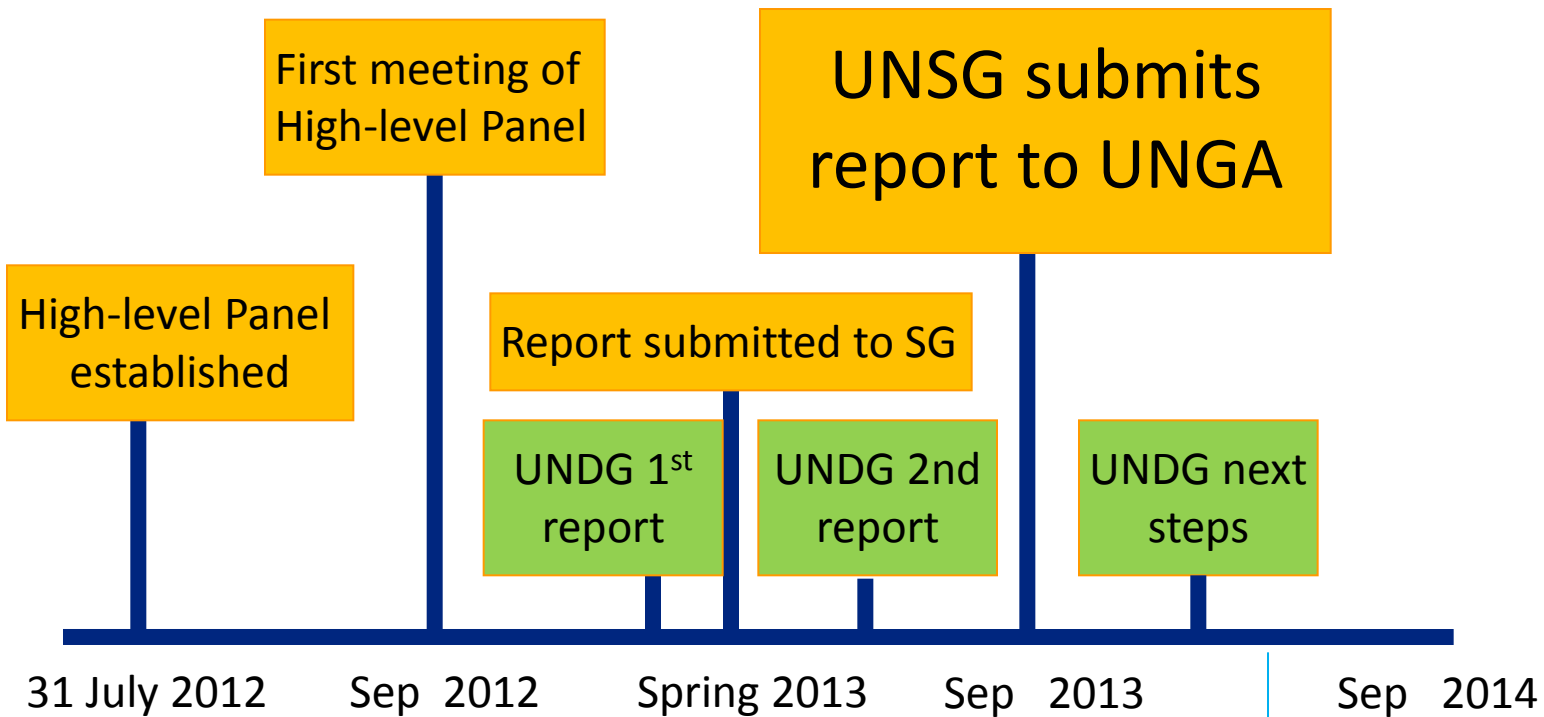 First meeting of
High-level Panel
UNSG submits
report to UNGA
High-level Panel
established
Report submitted to SG
UNDG 1st
report
UNDG 2nd
report
UNDG next
steps
31 July 2012 Sep 2012 Spring 2013 Sep 2013 Sep 2014